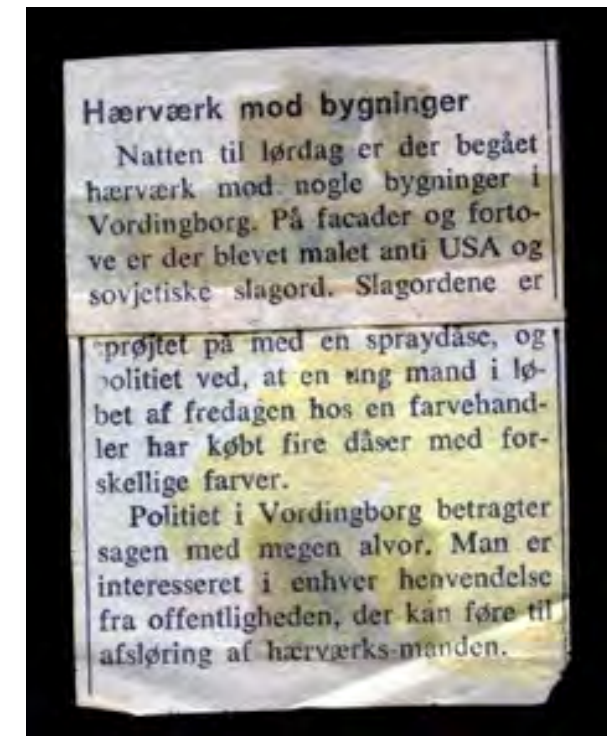 Hærværk mod bygninger
Natten til lørdag er der begået
hærværk mod nogle bygninger i
Vordingborg. På facader og forto-
ve er der blevet malet anti USA og
sovjetiske slagord. Slagordene er
sprøjtet på med en spraydåse, og
politiet ved, at en ung mand i lø-
bet af fredagen hos en farvehand-
ler har købt fire dåser med for-
skellige farver.
Politiet i Vordingborg betragter
sagen med megen alvor. Man er
interesseret i enhver henvendelse
fra offentligheden, der kan føre til
afsløring af hærværks-manden.